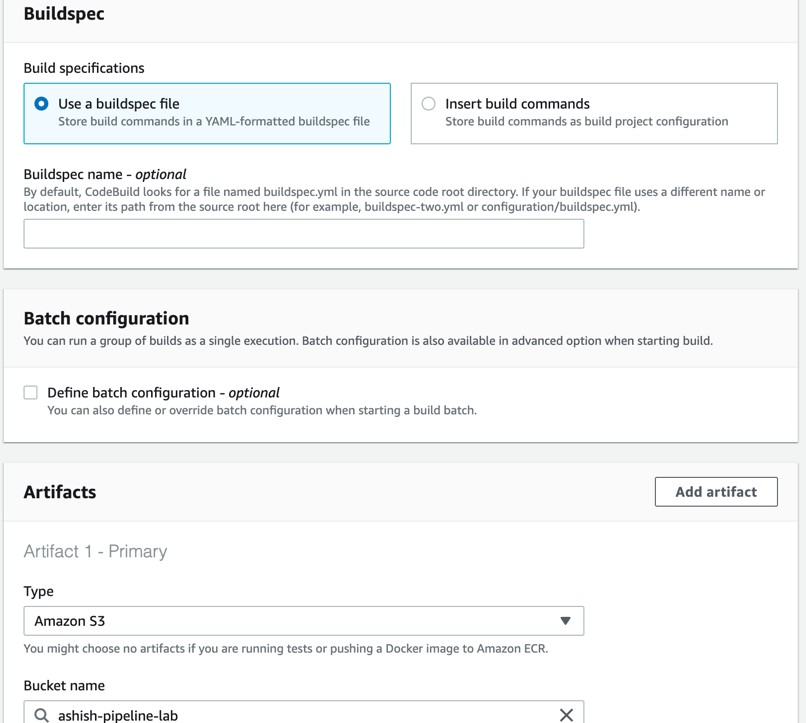 Buildspec
Build specifications
Use a buildspec file
Store build commands in a YAML-formatted buildspec file
Insert build commands
Store build commands as build project configuration
Buildspec name - optional
By default, CodeBuild looks for a file named buildspec.yml in the source code root directory. If your buildspec file uses a different name or
location, enter its path from the source root here (for example, buildspec-two.yml or configuration/buildspec.yml).
Batch configuration
You can run a group of builds as a single execution. Batch configuration is also available in advanced option when starting build.
Define batch configuration - optional
You can also define or override batch configuration when starting a build batch.
Artifacts
Add artifact
Artifact 1 - Primary
Type
Amazon S3
You might choose no artifacts if you are running tests or pushing a Docker image to Amazon ECR.
Bucket name
ashish-pipeline-lab